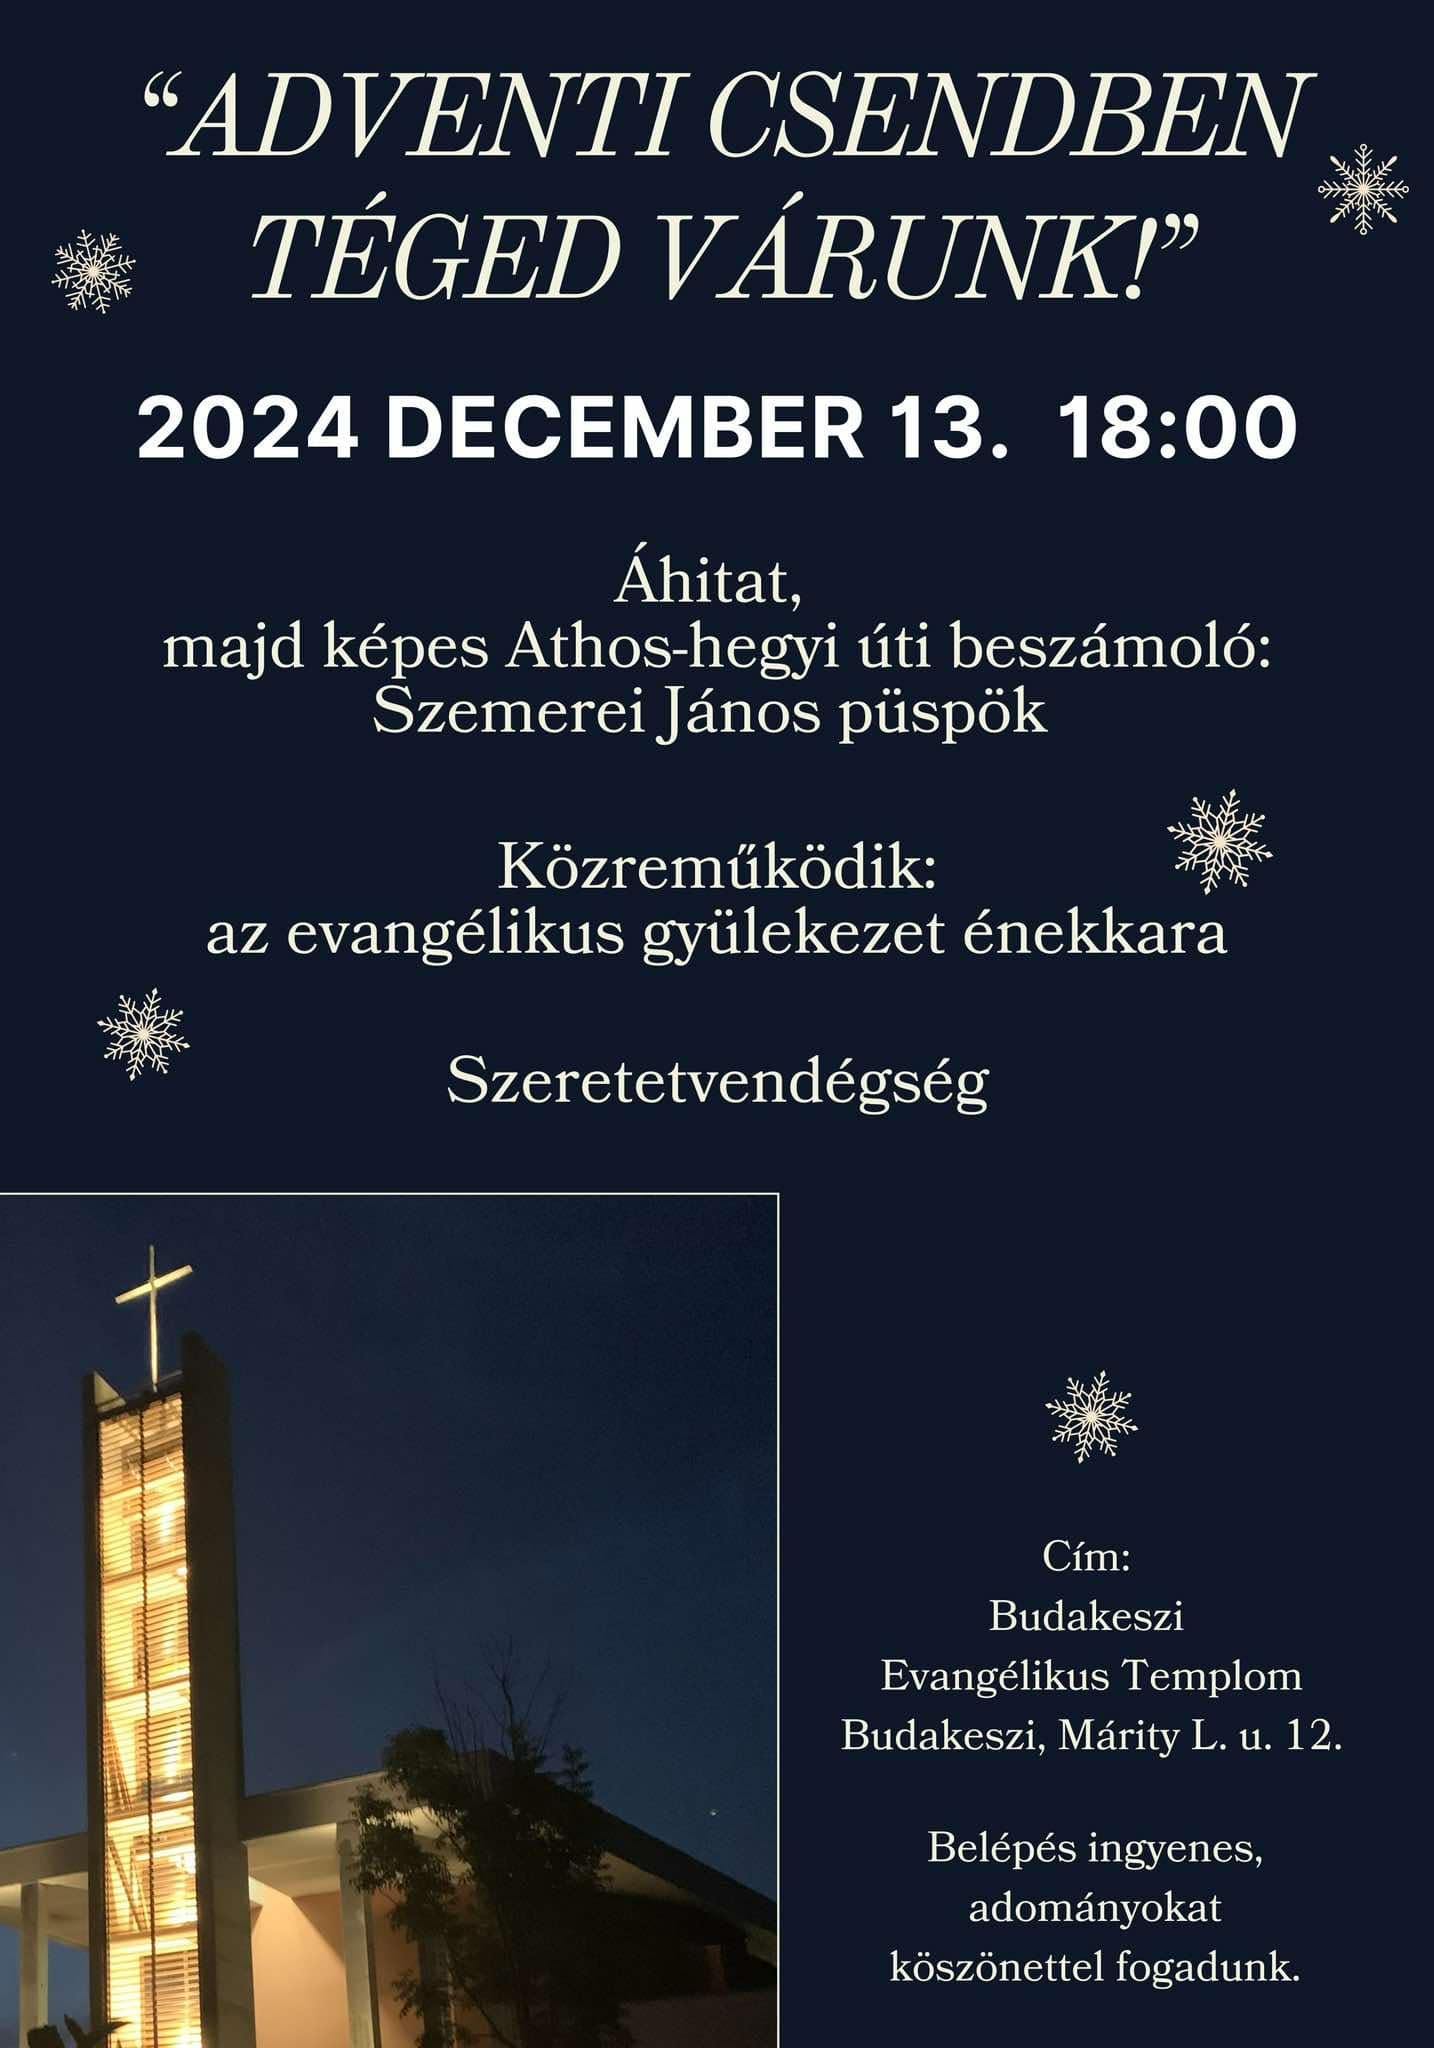 “ADVENTI CSENDBEN
TÉGED VÁRUNK!”
2024 DECEMBER 13. 18:00
Áhitat,
majd képes Athos-hegyi úti beszámoló:
Szemerei János püspök
Közreműködik:
az evangélikus gyülekezet énekkara
Szeretetvendégség
Cím:
Budakeszi
Evangélikus Templom
Budakeszi, Márity L. u. 12.
Belépés ingyenes,
adományokat
köszönettel fogadunk.